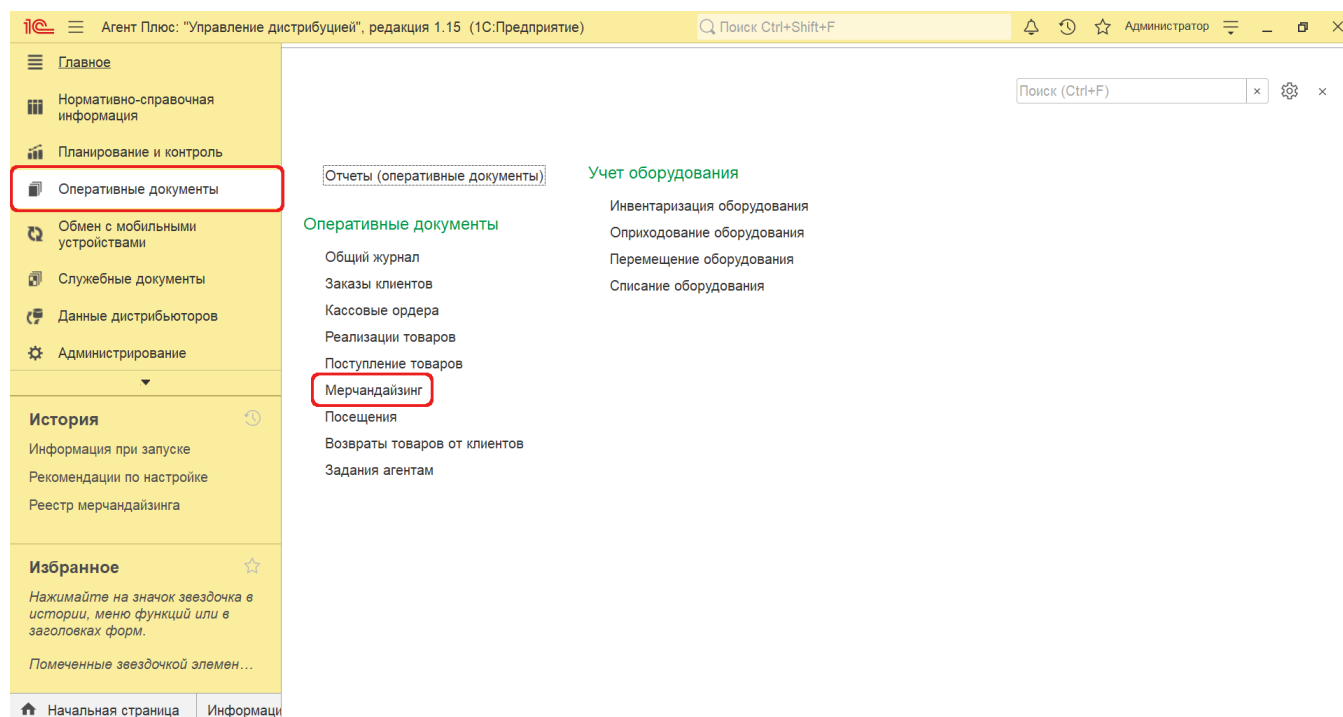 Агент Плюс: "Управление дистрибуцией", редакция 1.15 (1С:Предприятие)
Поиск Ctrl+Shift+F
Администратор
Главное
Нормативно-справочная
информация
Планирование и контроль
Оперативные документы
Обмен с мобильными
устройствами
Служебные документы
Данные дистрибьюторов
Администрирование
История
Информация при запуске
Рекомендации по настройке
Реестр мерчандайзинга
Избранное
Нажимайте на значок звездочка в
истории, меню функций или в
заголовках форм.
Помеченные звездочкой элемен...
Начальная страница
Информаци
Поиск (Ctrl+F)
Отчеты (оперативные документы)
Оперативные документы
Общий журнал
Заказы клиентов
Кассовые ордера
Реализации товаров
Поступление товаров
Мерчандайзинг
Посещения
Возвраты товаров от клиентов
Задания агентам
Учет оборудования
Инвентаризация оборудования
Оприходование оборудования
Перемещение оборудования
Списание оборудования